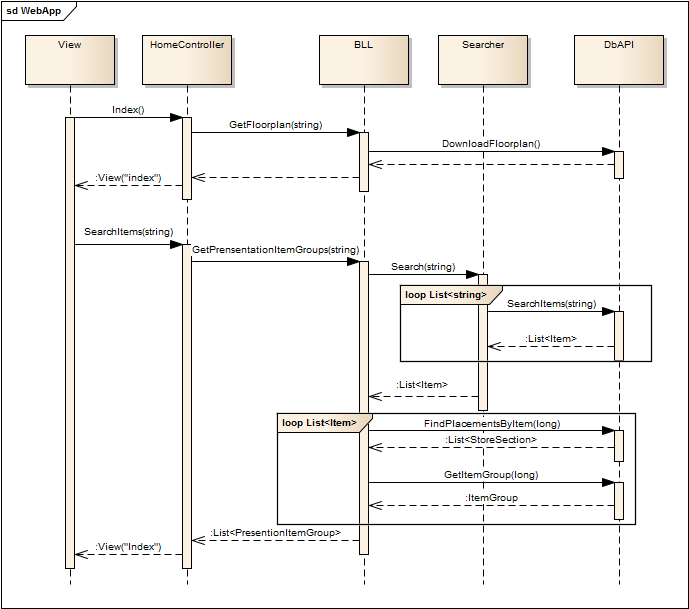 sd WebApp
View
HomeController
BLL
Searcher
DbAPI
Index()
GetFloorplan(string)
DownloadFloorplan()
:View("index")
SearchItems(string)
GetPrensentationItemGroups(string)
Search(string)
loop List<string>
SearchItems(string)
:List<Item>
:List<Item>
loop List<Item>
FindPlacementsByItem(long)
:List<StoreSection>
GetItemGroup(long)
:ItemGroup
:List<PresentionItemGroup>
:View("Index")